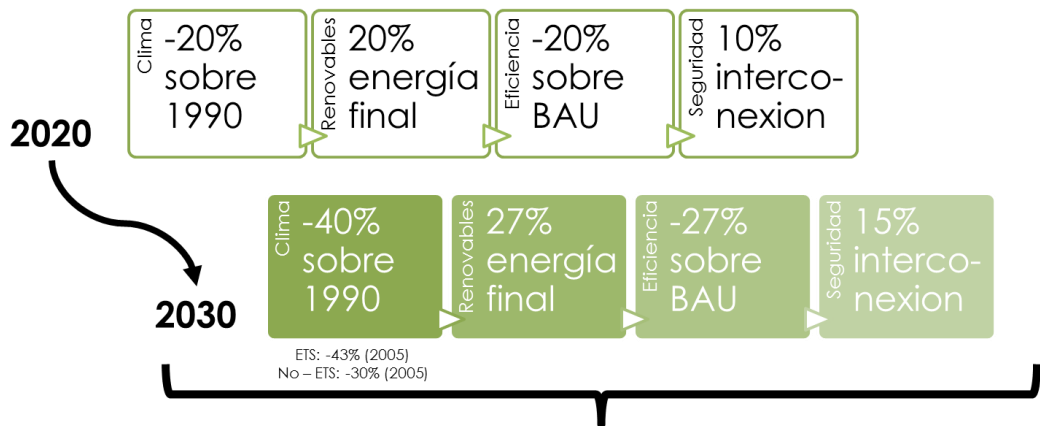 2020
Clima
-20%
sobre
1990
Renovables
20%
energía
final
Eficiencia
-20%
sobre
BAU
Seguridad
10%
interco-
nexion
2030
Clima
-40%
sobre
1990
Renovables
27%
energía
final
Eficiencia
-27%
sobre
BAU
Seguridad
15%
interco-
nexion
ETS: -43% (2005)
No – ETS: -30% (2005)